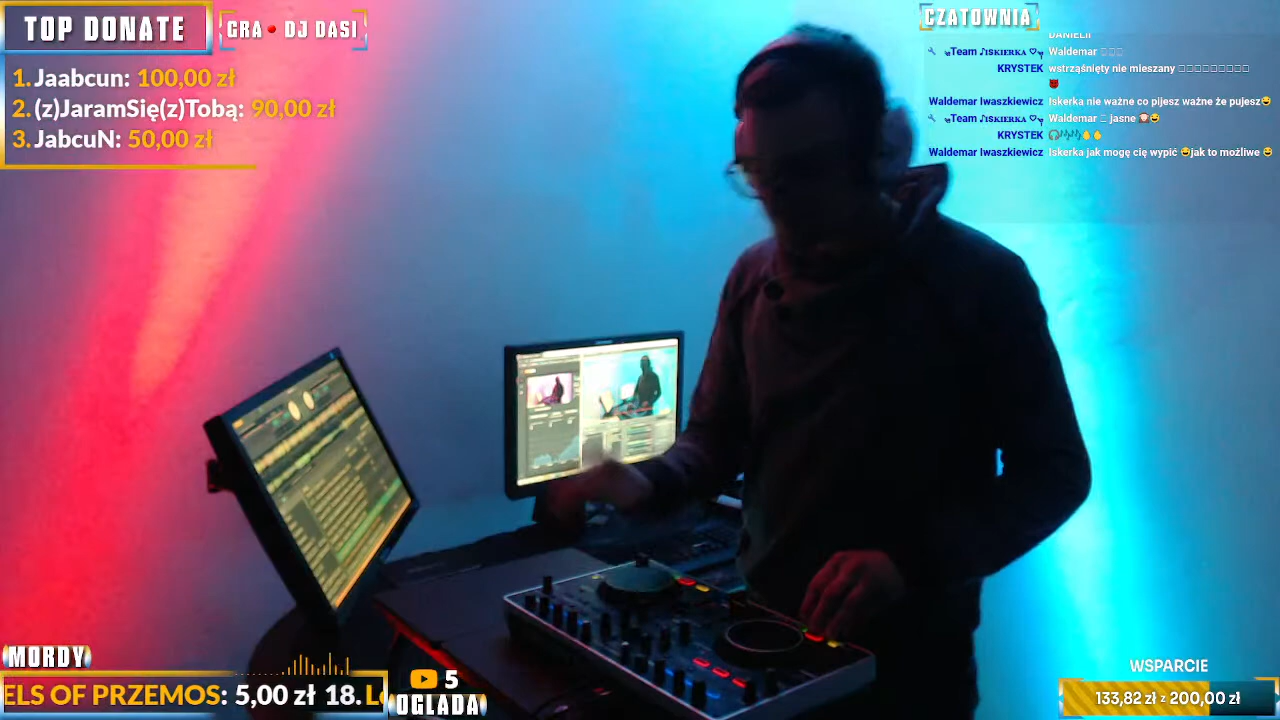 TOP DONATE
GRA • DJ DASI
1. Jaabcun: 100,00 zł
2. (z)JaramSię(z)Tobą: 90,00 zł
3. JabcuN: 50,00 zł
CZATOWNIA
DANIELII
Team ♪ISKIERKA ♡ Waldemar
KRYSTEK wstrząśnięty nie mieszany
Waldemar Iwaszkiewicz Iskerka nie ważne co pijesz ważne że pujesz😅
Team ♪ISKIERKA ♡ Waldemar jasne
KRYSTEK
Waldemar Iwaszkiewicz Iskerka jak mogę cię wypić 😅jak to możliwe 😅
MORDY
ELS OF PRZEMOS: 5,00 zł 18.
5
OGLĄDA
WSPARCIE
133,82 zł z 200,00 zł